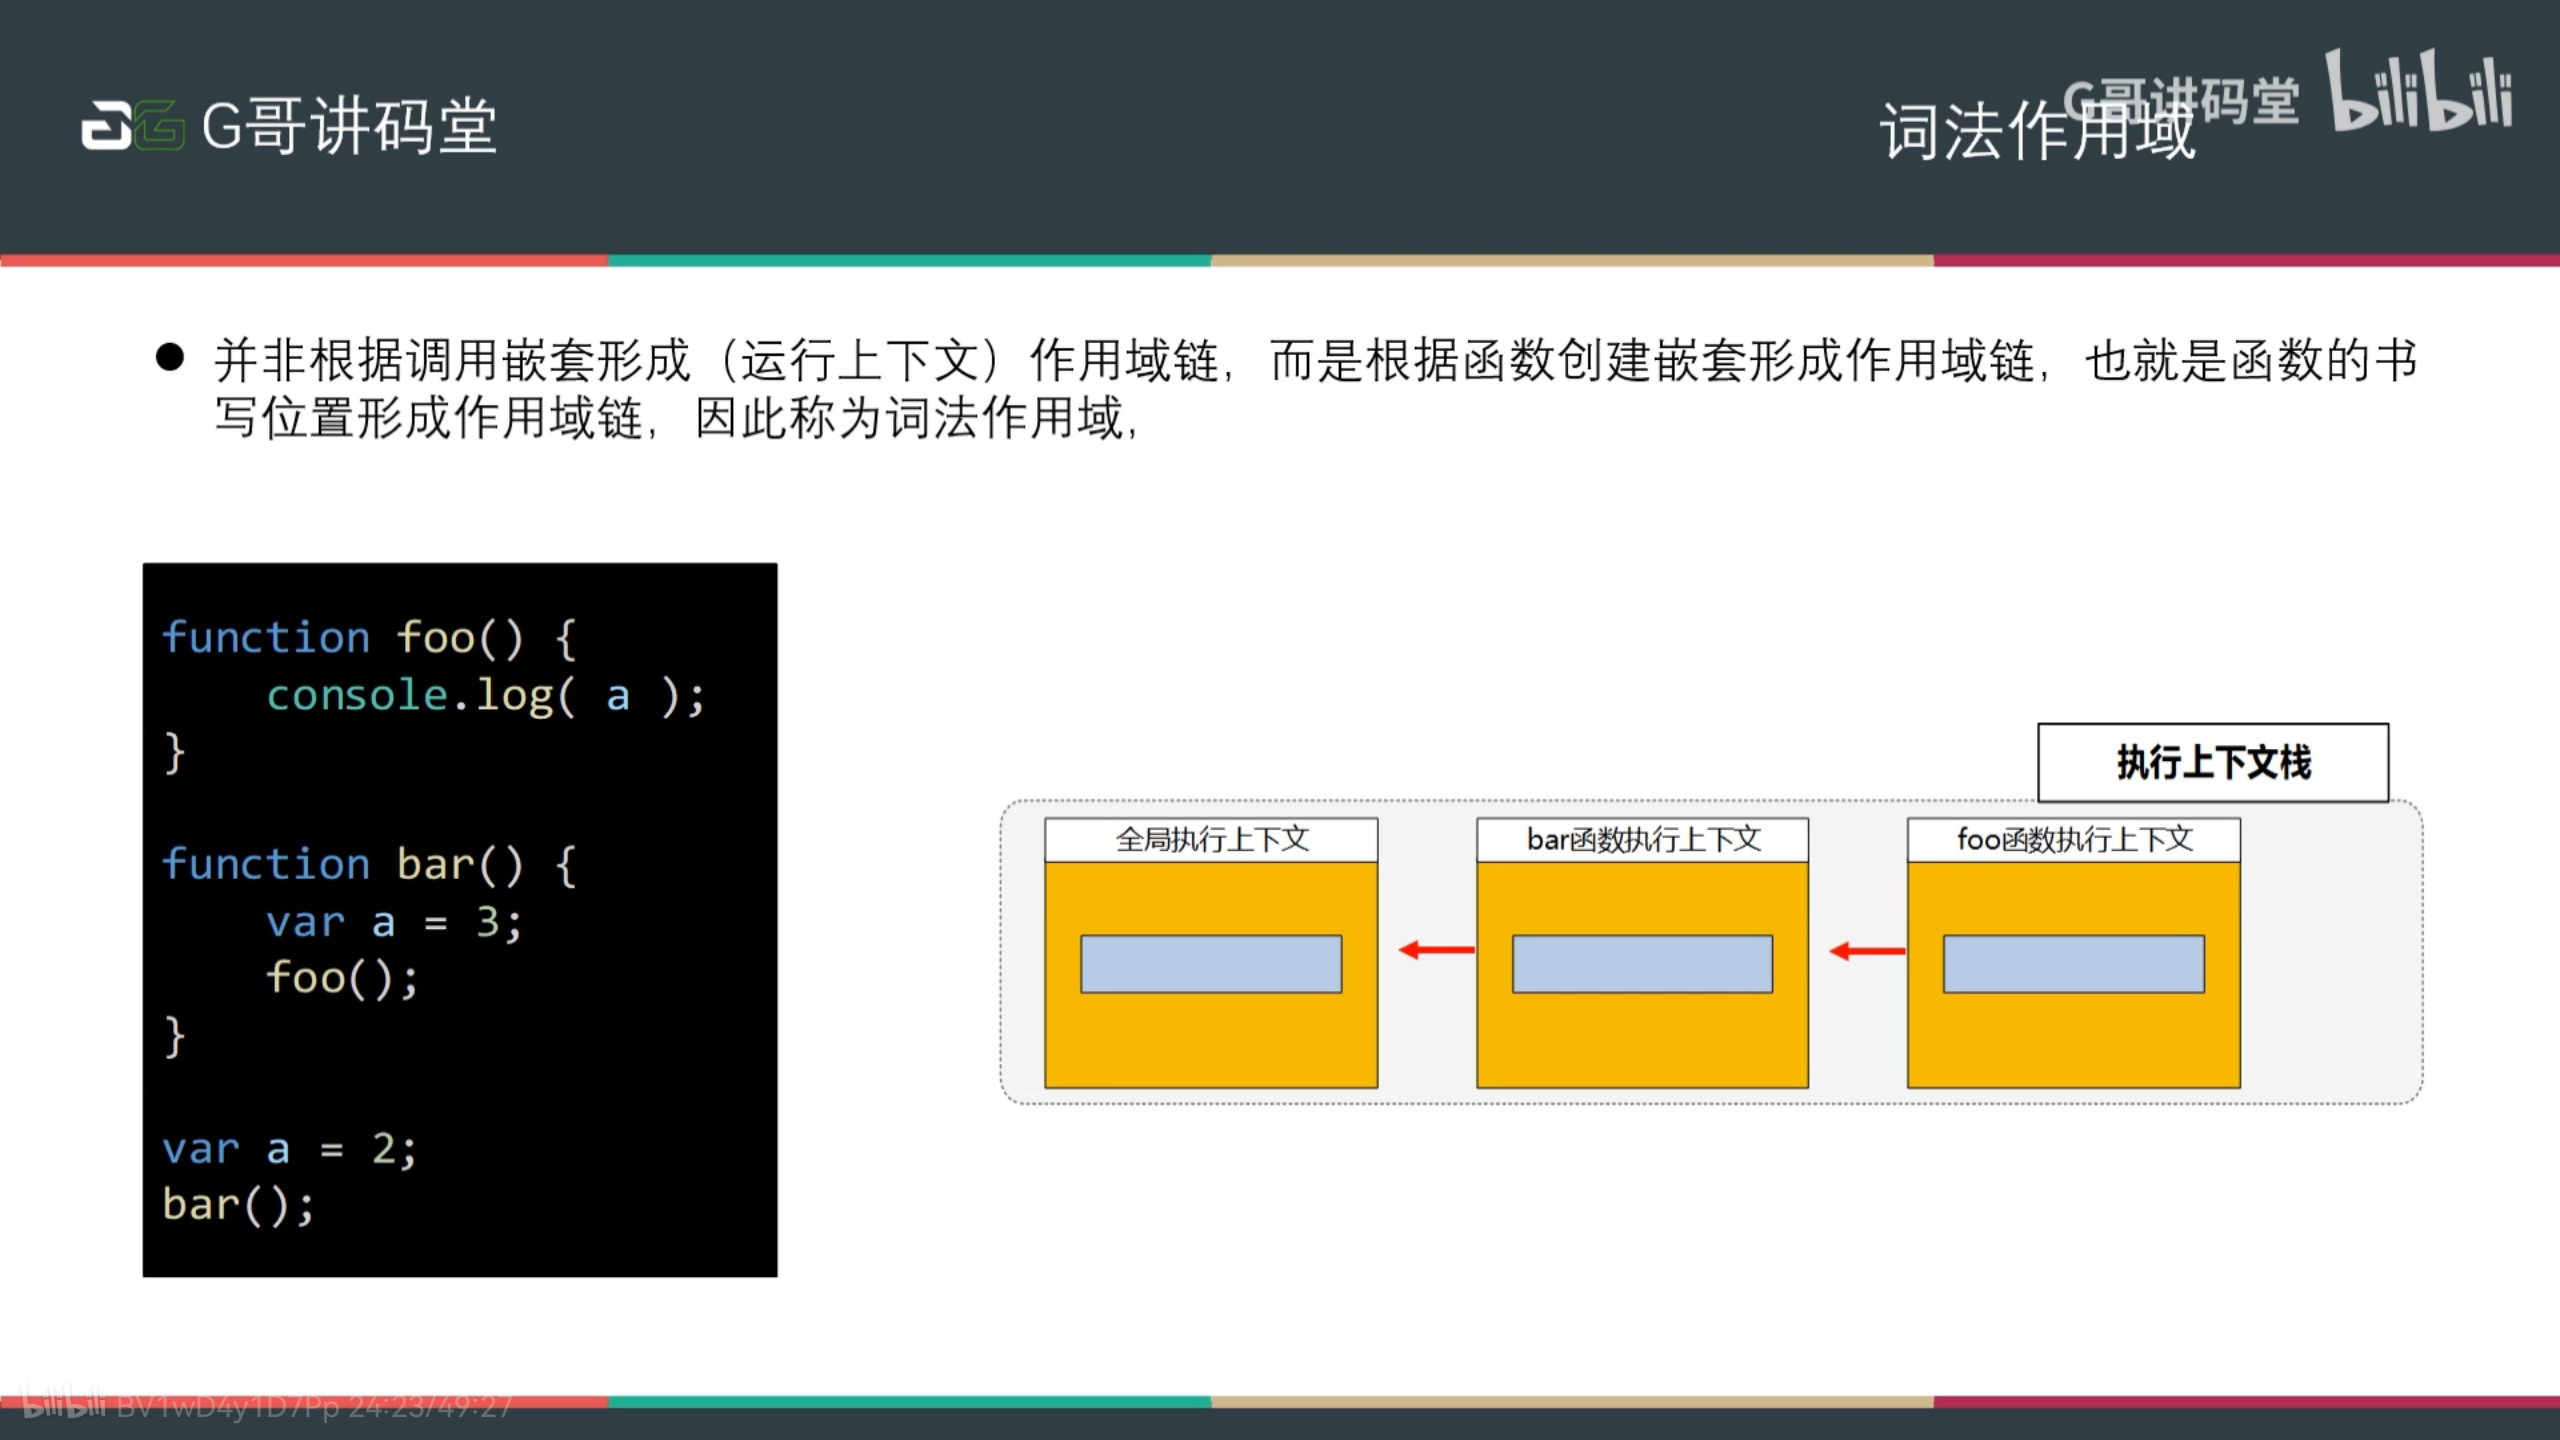 G哥讲码堂
词法作用域
G哥讲码堂 bilibili
● 并非根据调用嵌套形成（运行上下文）作用域链，而是根据函数创建嵌套形成作用域链，也就是函数的书
写位置形成作用域链，因此称为词法作用域，
function foo() {
    console.log( a );
}
function bar() {
    var a = 3;
    foo();
}
var a = 2;
bar();
执行上下文栈
全局执行上下文
bar函数执行上下文
foo函数执行上下文
bilibili BV1wD4y1D7Pp 24:23/49:27